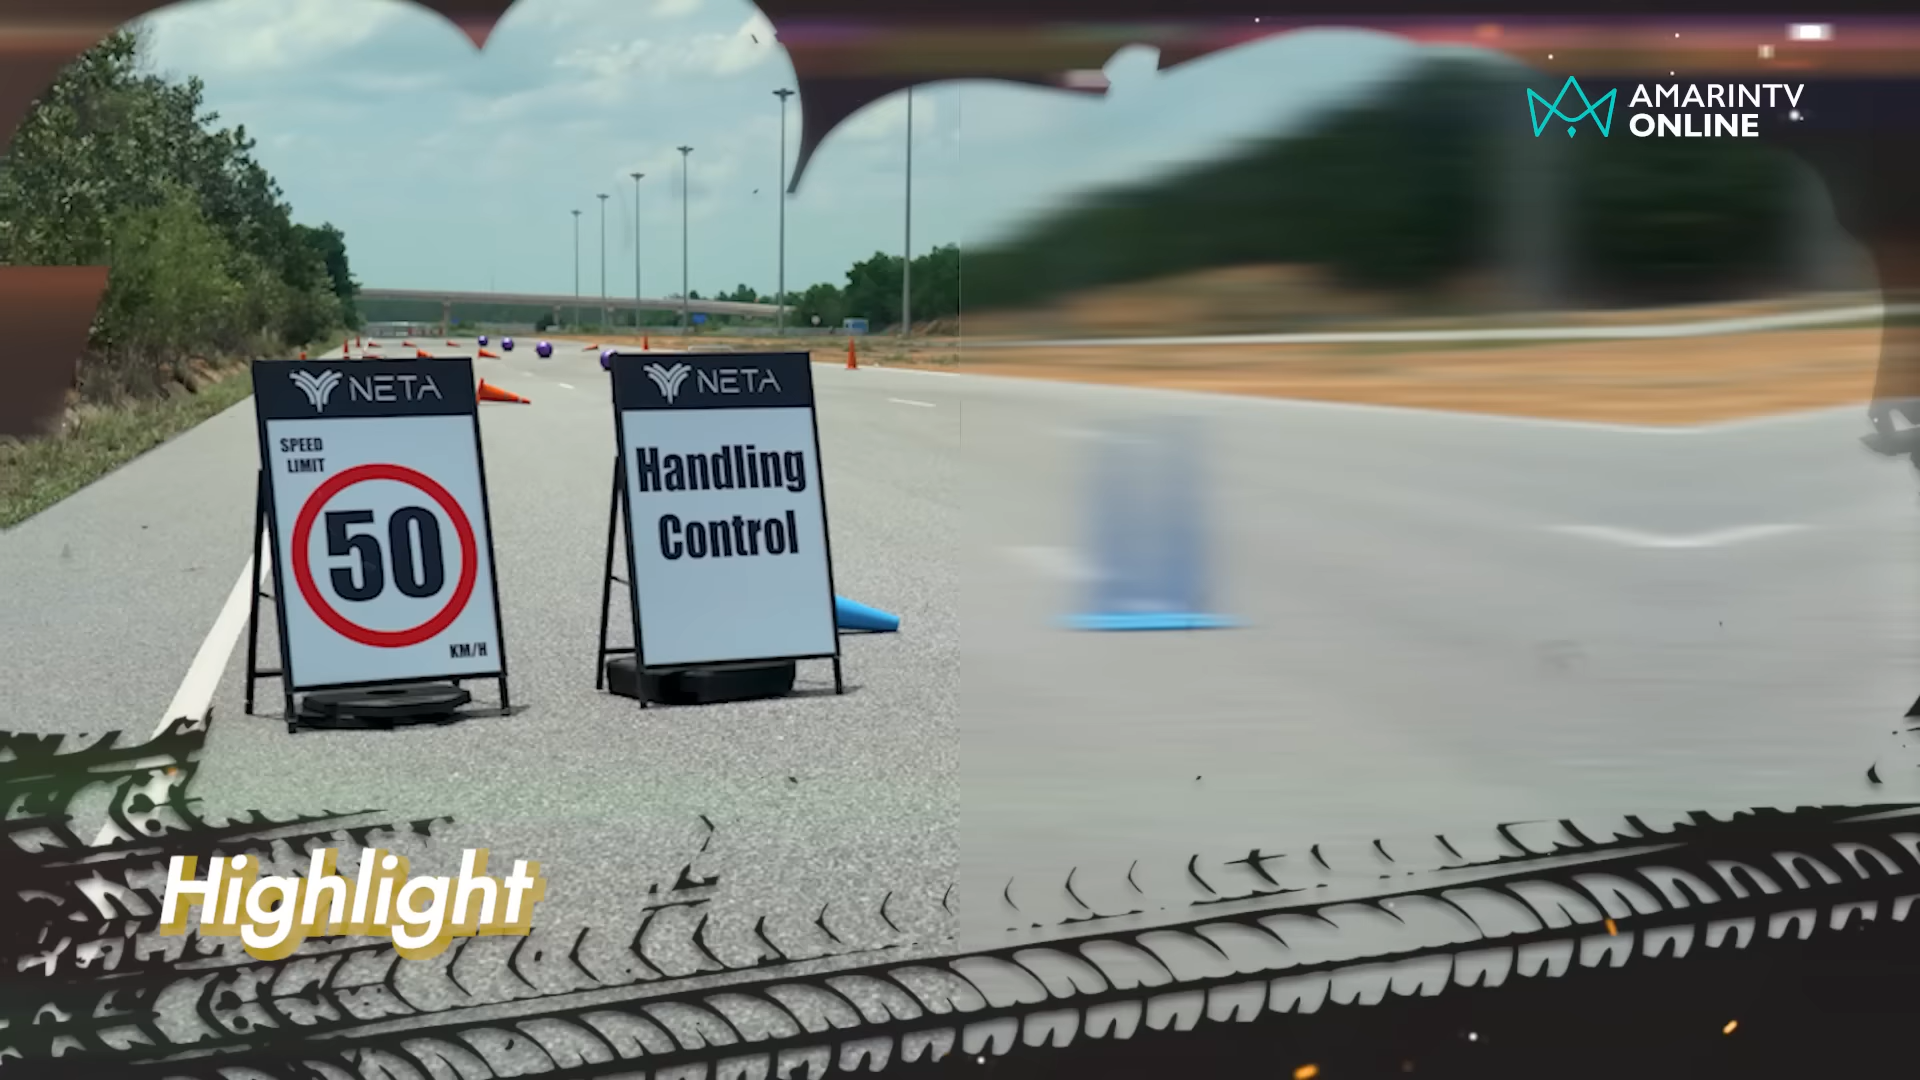 AMARINTV
ONLINE
NETA
SPEED
LIMIT
50
KM/H
NETA
Handling
Control
Highlight